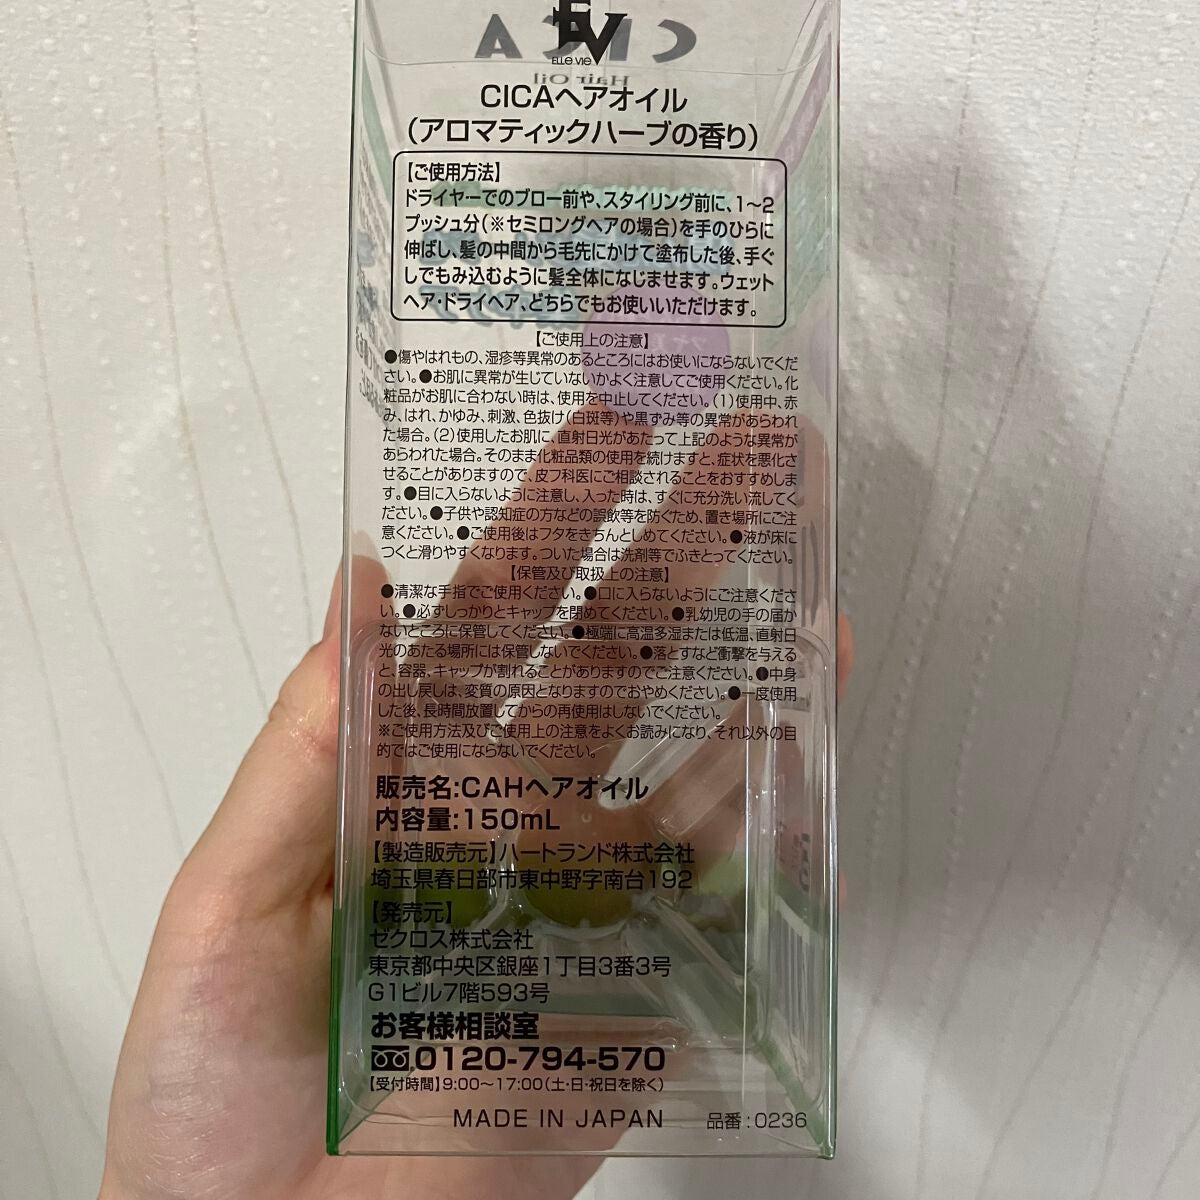 CICA
EV
ELLe Vie
Hair Oil
CICAヘアオイル
(アロマティックハーブの香り)
【ご使用方法】
ドライヤーでのブロー前や、スタイリング前に、1〜2
プッシュ分(※セミロングヘアの場合)を手のひらに
伸ばし、髪の中間から毛先にかけて塗布した後、手ぐ
しでもみ込むように髪全体になじませます。ウェット
ヘア・ドライヘア、どちらでもお使いいただけます。
【ご使用上の注意】
●傷やはれもの、湿疹等異常のあるところにはお使いにならないでくだ
さい。●お肌に異常が生じていないかよく注意してご使用ください。化
粧品がお肌に合わない時は、使用を中止してください。(1)使用中、赤
み、はれ、かゆみ、刺激、色抜け(白斑等)や黒ずみ等の異常があらわれ
た場合。(2)使用したお肌に、直射日光があたって上記のような異常が
あらわれた場合。そのまま化粧品類の使用を続けますと、症状を悪化さ
せることがありますので、皮フ科医にご相談されることをおすすめしま
す。●目に入らないように注意し、入った時は、すぐに充分洗い流してく
ださい。●子供や認知症の方などの誤飲等を防ぐため、置き場所にご注
意ください。●ご使用後はフタをきちんとしめてください。●液が床に
つくと滑りやすくなります。ついた場合は洗剤等でふきとってください。
【保管及び取扱上の注意】
●清潔な手指でご使用ください。●口に入らないようにご注意くださ
い。●必ずしっかりとキャップを閉めてください。●乳幼児の手の届か
ないところに保管してください。●極端に高温多湿または低温、直射日
光のあたる場所には保管しないでください。●落とすなど衝撃を与える
と、容器、キャップが割れることがありますのでご注意ください。●中身
の出し戻しは、変質の原因となりますのでおやめください。●一度使用
した後、長時間放置してからの再使用はしないでください。
※ご使用方法及びご使用上の注意をよくお読みになり、それ以外の目
的ではご使用にならないでください。
販売名:CAHヘアオイル
内容量:150mL
【製造販売元】ハートランド株式会社
埼玉県春日部市東中野字南台192
【発売元】
ゼクロス株式会社
東京都中央区銀座1丁目3番3号
G1ビル7階593号
お客様相談室
0120-794-570
【受付時間】9:00〜17:00(土・日・祝日を除く)
MADE IN JAPAN 品番:0236